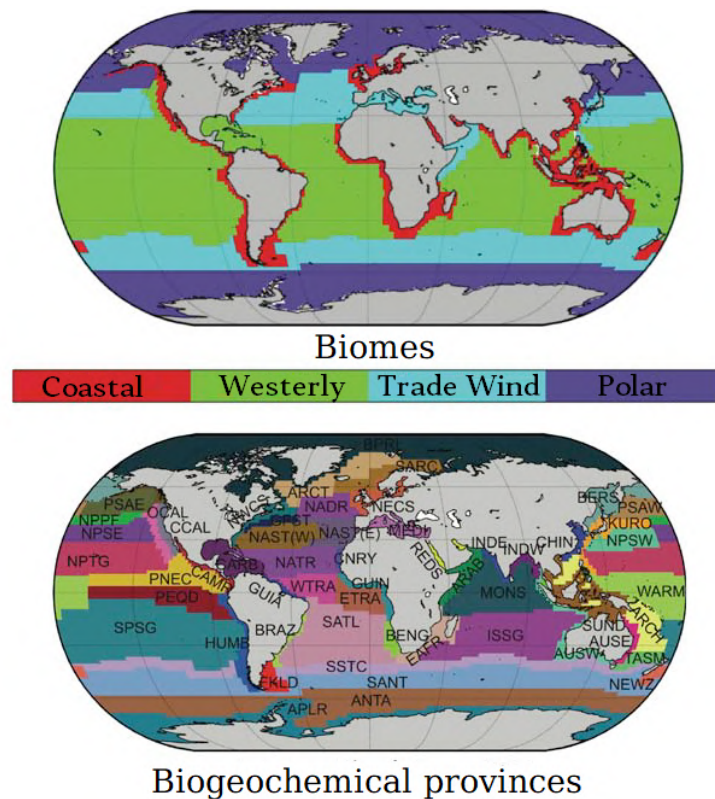 Biomes
Coastal Westerly Trade Wind Polar
BPRL
SARC
ARCT
BERS
PSAE
NADR
NECS
PSAW
OCAL
NWCS
NPPF
CCAL
GFST
MEDI
KURO
NPSE
NAST(W) NAST(E)
CHIN
NPSW
INDE
INDW
NPTG
CARB
NATR
CNRY
REDS
ARAB
PNEC
CAMR
GUIA
WTRA
GUIN
MONS
WARM
PEQD
ETRA
ARCH
SPSG
HUMB
BRAZ
SATL
BENG
EAFR
ISSG
SUND
AUSE
AUSW
TASM
SSTC
FKLD
SANT
NEWZ
ANTA
APLR
Biogeochemical provinces